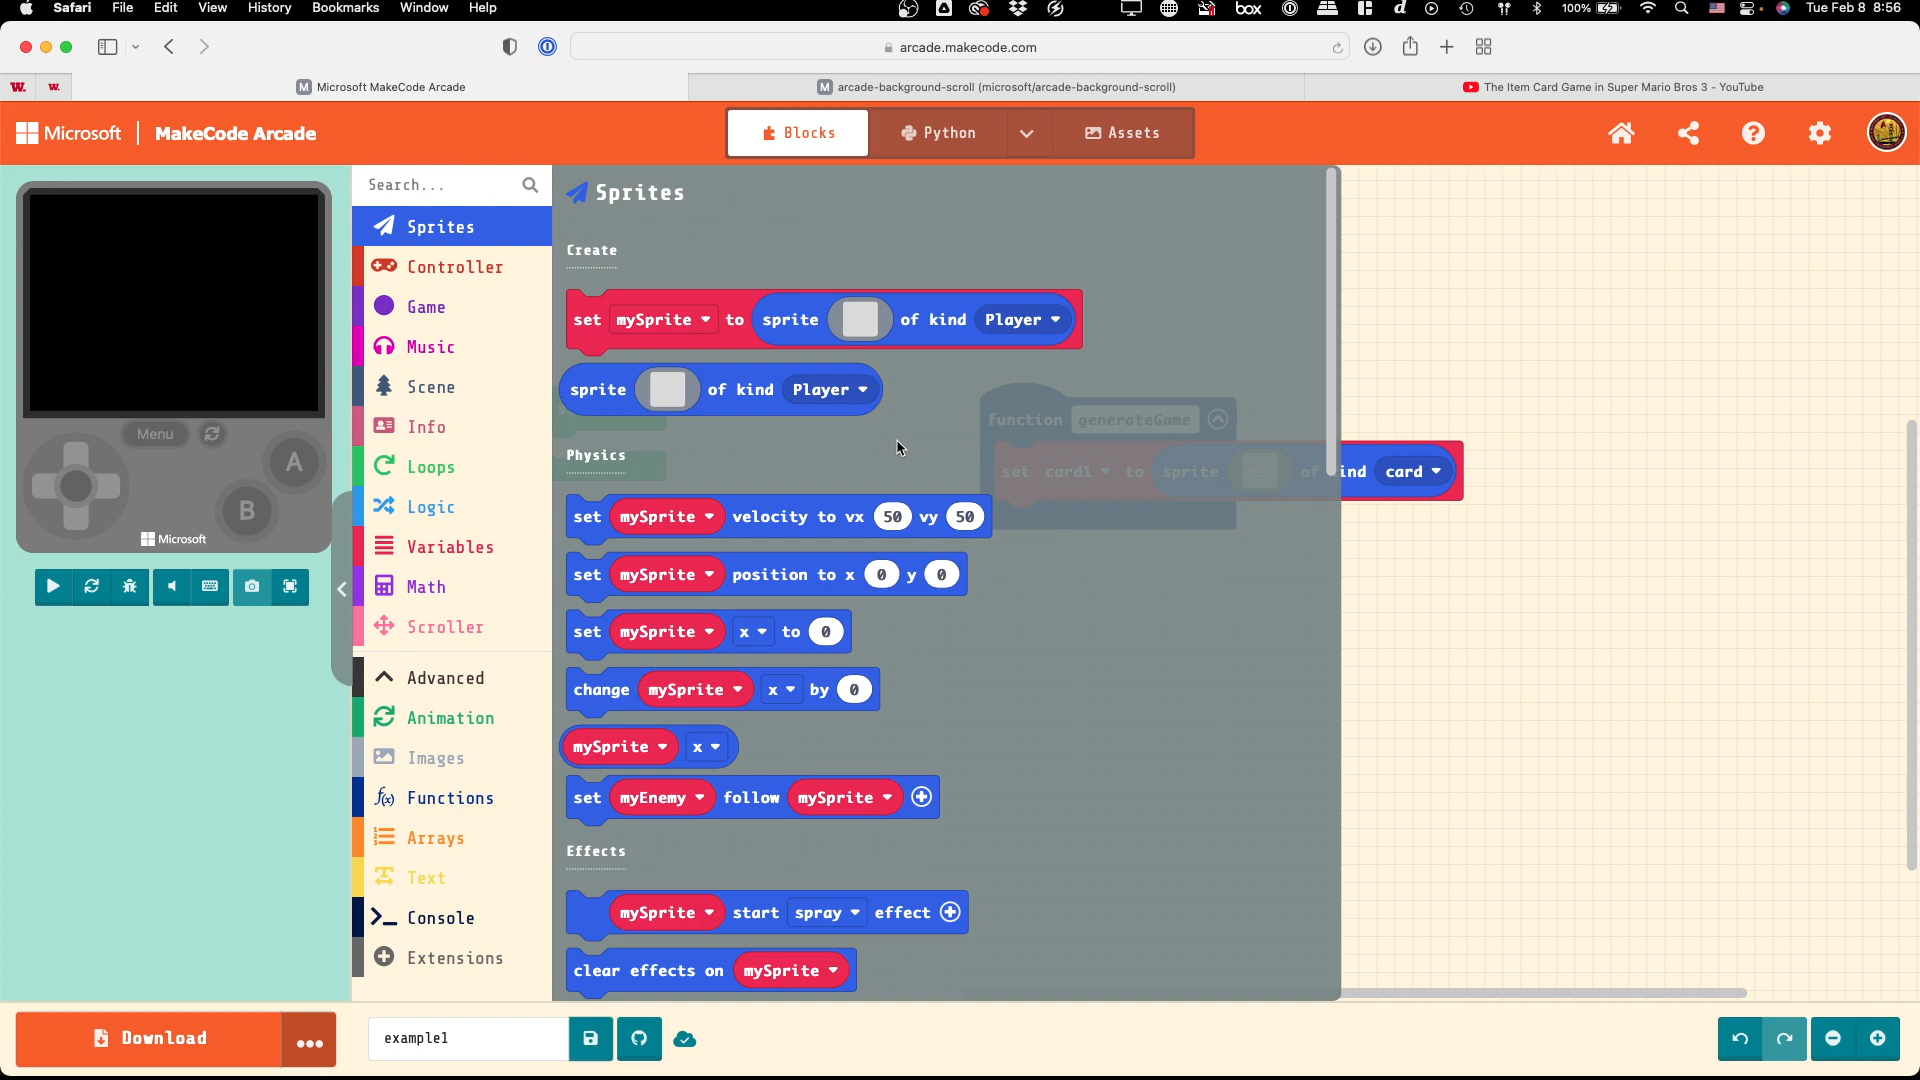 Safari File Edit View History Bookmarks Window Help
box 100% Tue Feb 8 8:56
arcade.makecode.com
W. W. Microsoft MakeCode Arcade
arcade-background-scroll (microsoft/arcade-background-scroll)
The Item Card Game in Super Mario Bros 3 - YouTube
Microsoft MakeCode Arcade
Blocks Python Assets
Menu
A
B
Microsoft
Search...
Sprites
Controller
Game
Music
Scene
Info
Loops
Logic
Variables
Math
Scroller
Advanced
Animation
Images
Functions
Arrays
Text
Console
Extensions
Sprites
Create
set mySprite to sprite of kind Player
sprite of kind Player
Physics
set mySprite velocity to vx 50 vy 50
set mySprite position to x 0 y 0
set mySprite x to 0
change mySprite x by 0
mySprite x
set myEnemy follow mySprite
Effects
mySprite start spray effect
clear effects on mySprite
function generateGame
set card1 to sprite of kind card
Download
example1